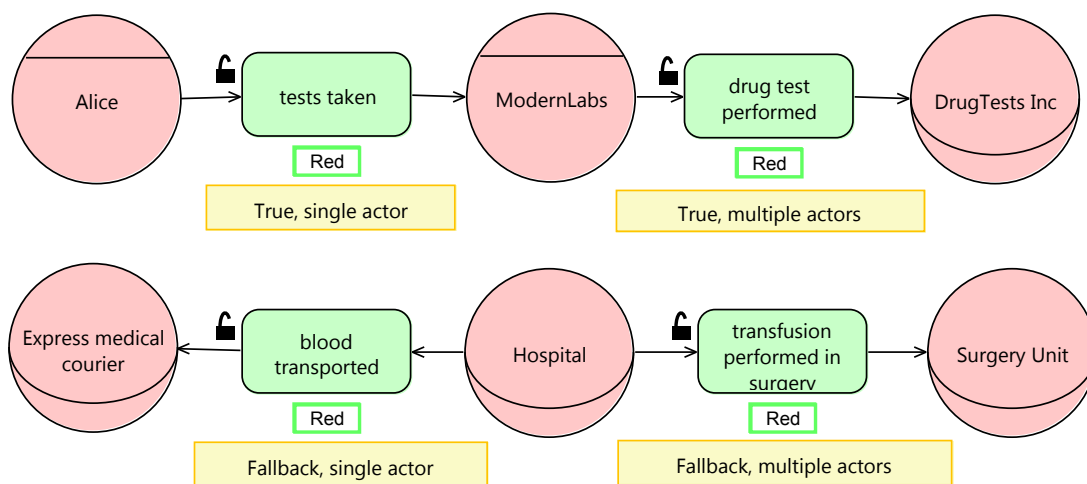 Alice
tests taken
ModernLabs
drug test
performed
DrugTests Inc
Red
Red
True, single actor
True, multiple actors
Express medical
courier
blood
transported
Hospital
transfusion
performed in
surgery
Surgery Unit
Red
Red
Fallback, single actor
Fallback, multiple actors